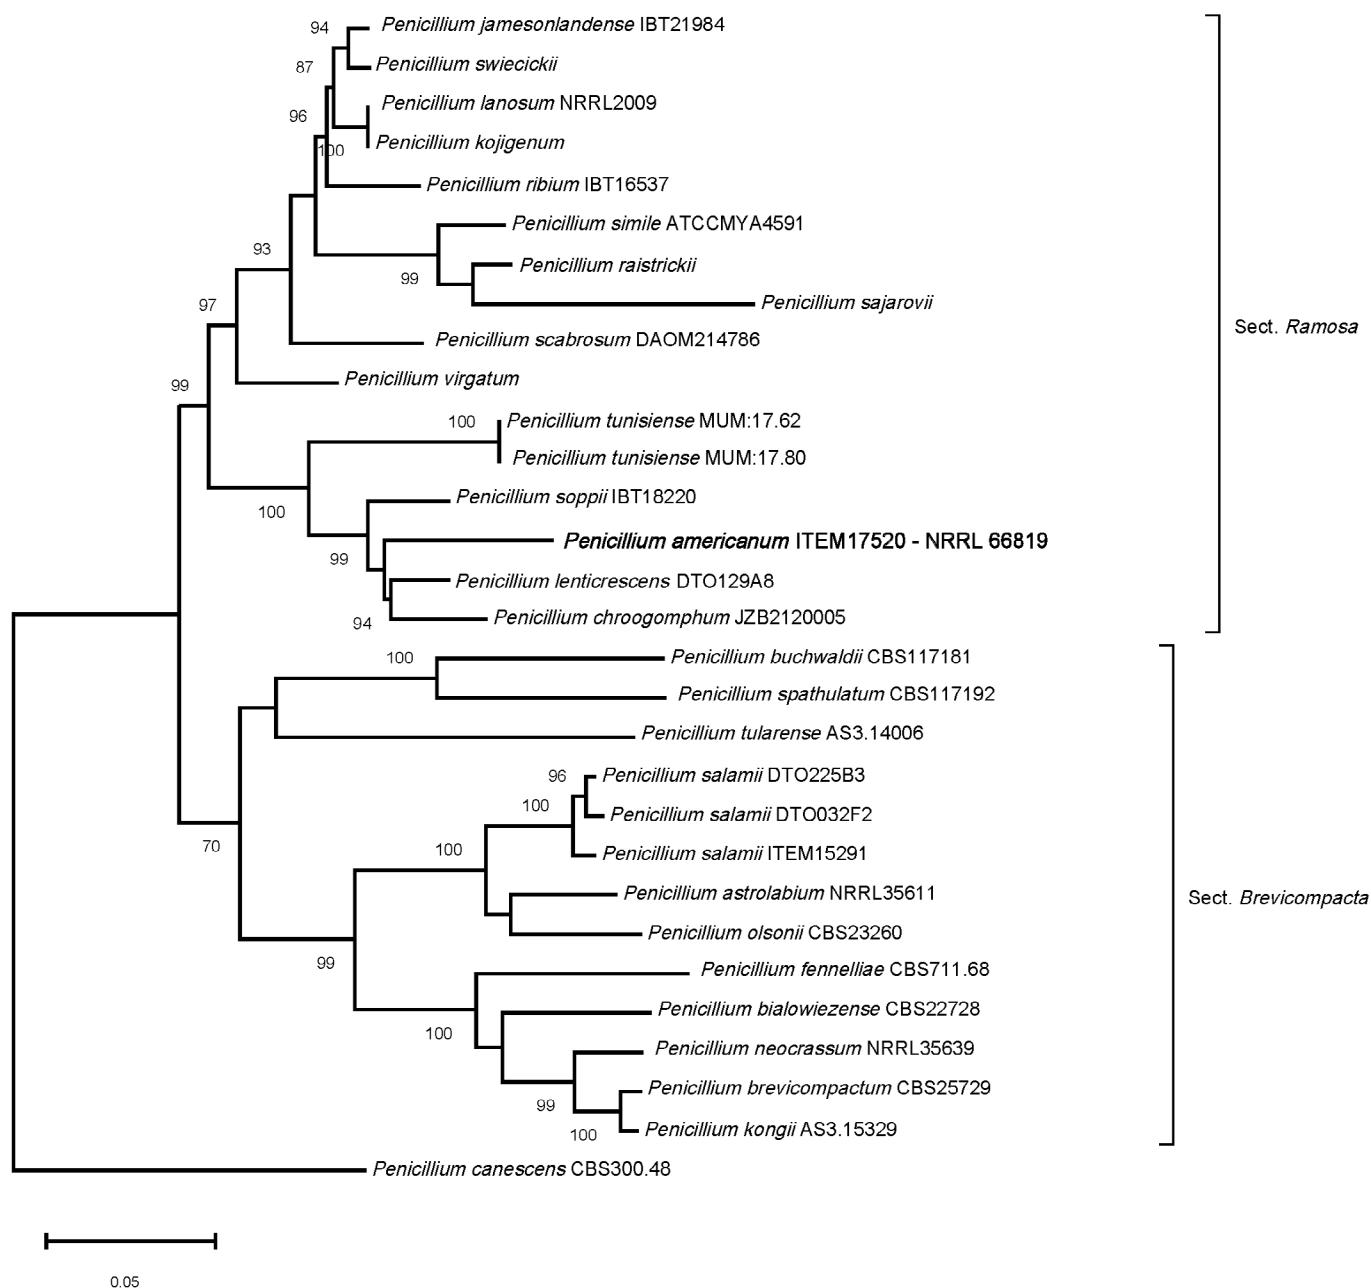 94
Penicillium jamesonlandense IBT21984
87
Penicillium swiecickii
96
Penicillium lanosum NRRL2009
100
Penicillium kojigenum
Penicillium ribium IBT16537
Penicillium simile ATCCMYA4591
93
99
Penicillium raistrickii
97
Penicillium sajarovii
Sect. Ramosa
Penicillium scabrosum DAOM214786
99
Penicillium virgatum
100
Penicillium tunisiense MUM:17.62
Penicillium tunisiense MUM:17.80
100
Penicillium soppii IBT18220
99
Penicillium americanum ITEM17520 - NRRL 66819
Penicillium lenticrescens DTO129A8
94
Penicillium chroogomphum JZB2120005
100
Penicillium buchwaldii CBS117181
Penicillium spathulatum CBS117192
Penicillium tularense AS3.14006
96
Penicillium salamii DTO225B3
100
Penicillium salamii DTO032F2
70
100
Penicillium salamii ITEM15291
Penicillium astrolabium NRRL35611
Sect. Brevicompacta
Penicillium olsonii CBS23260
99
Penicillium fennelliae CBS711.68
Penicillium bialowiezense CBS22728
100
Penicillium neocrassum NRRL35639
Penicillium brevicompactum CBS25729
99
100
Penicillium kongii AS3.15329
Penicillium canescens CBS300.48
0.05